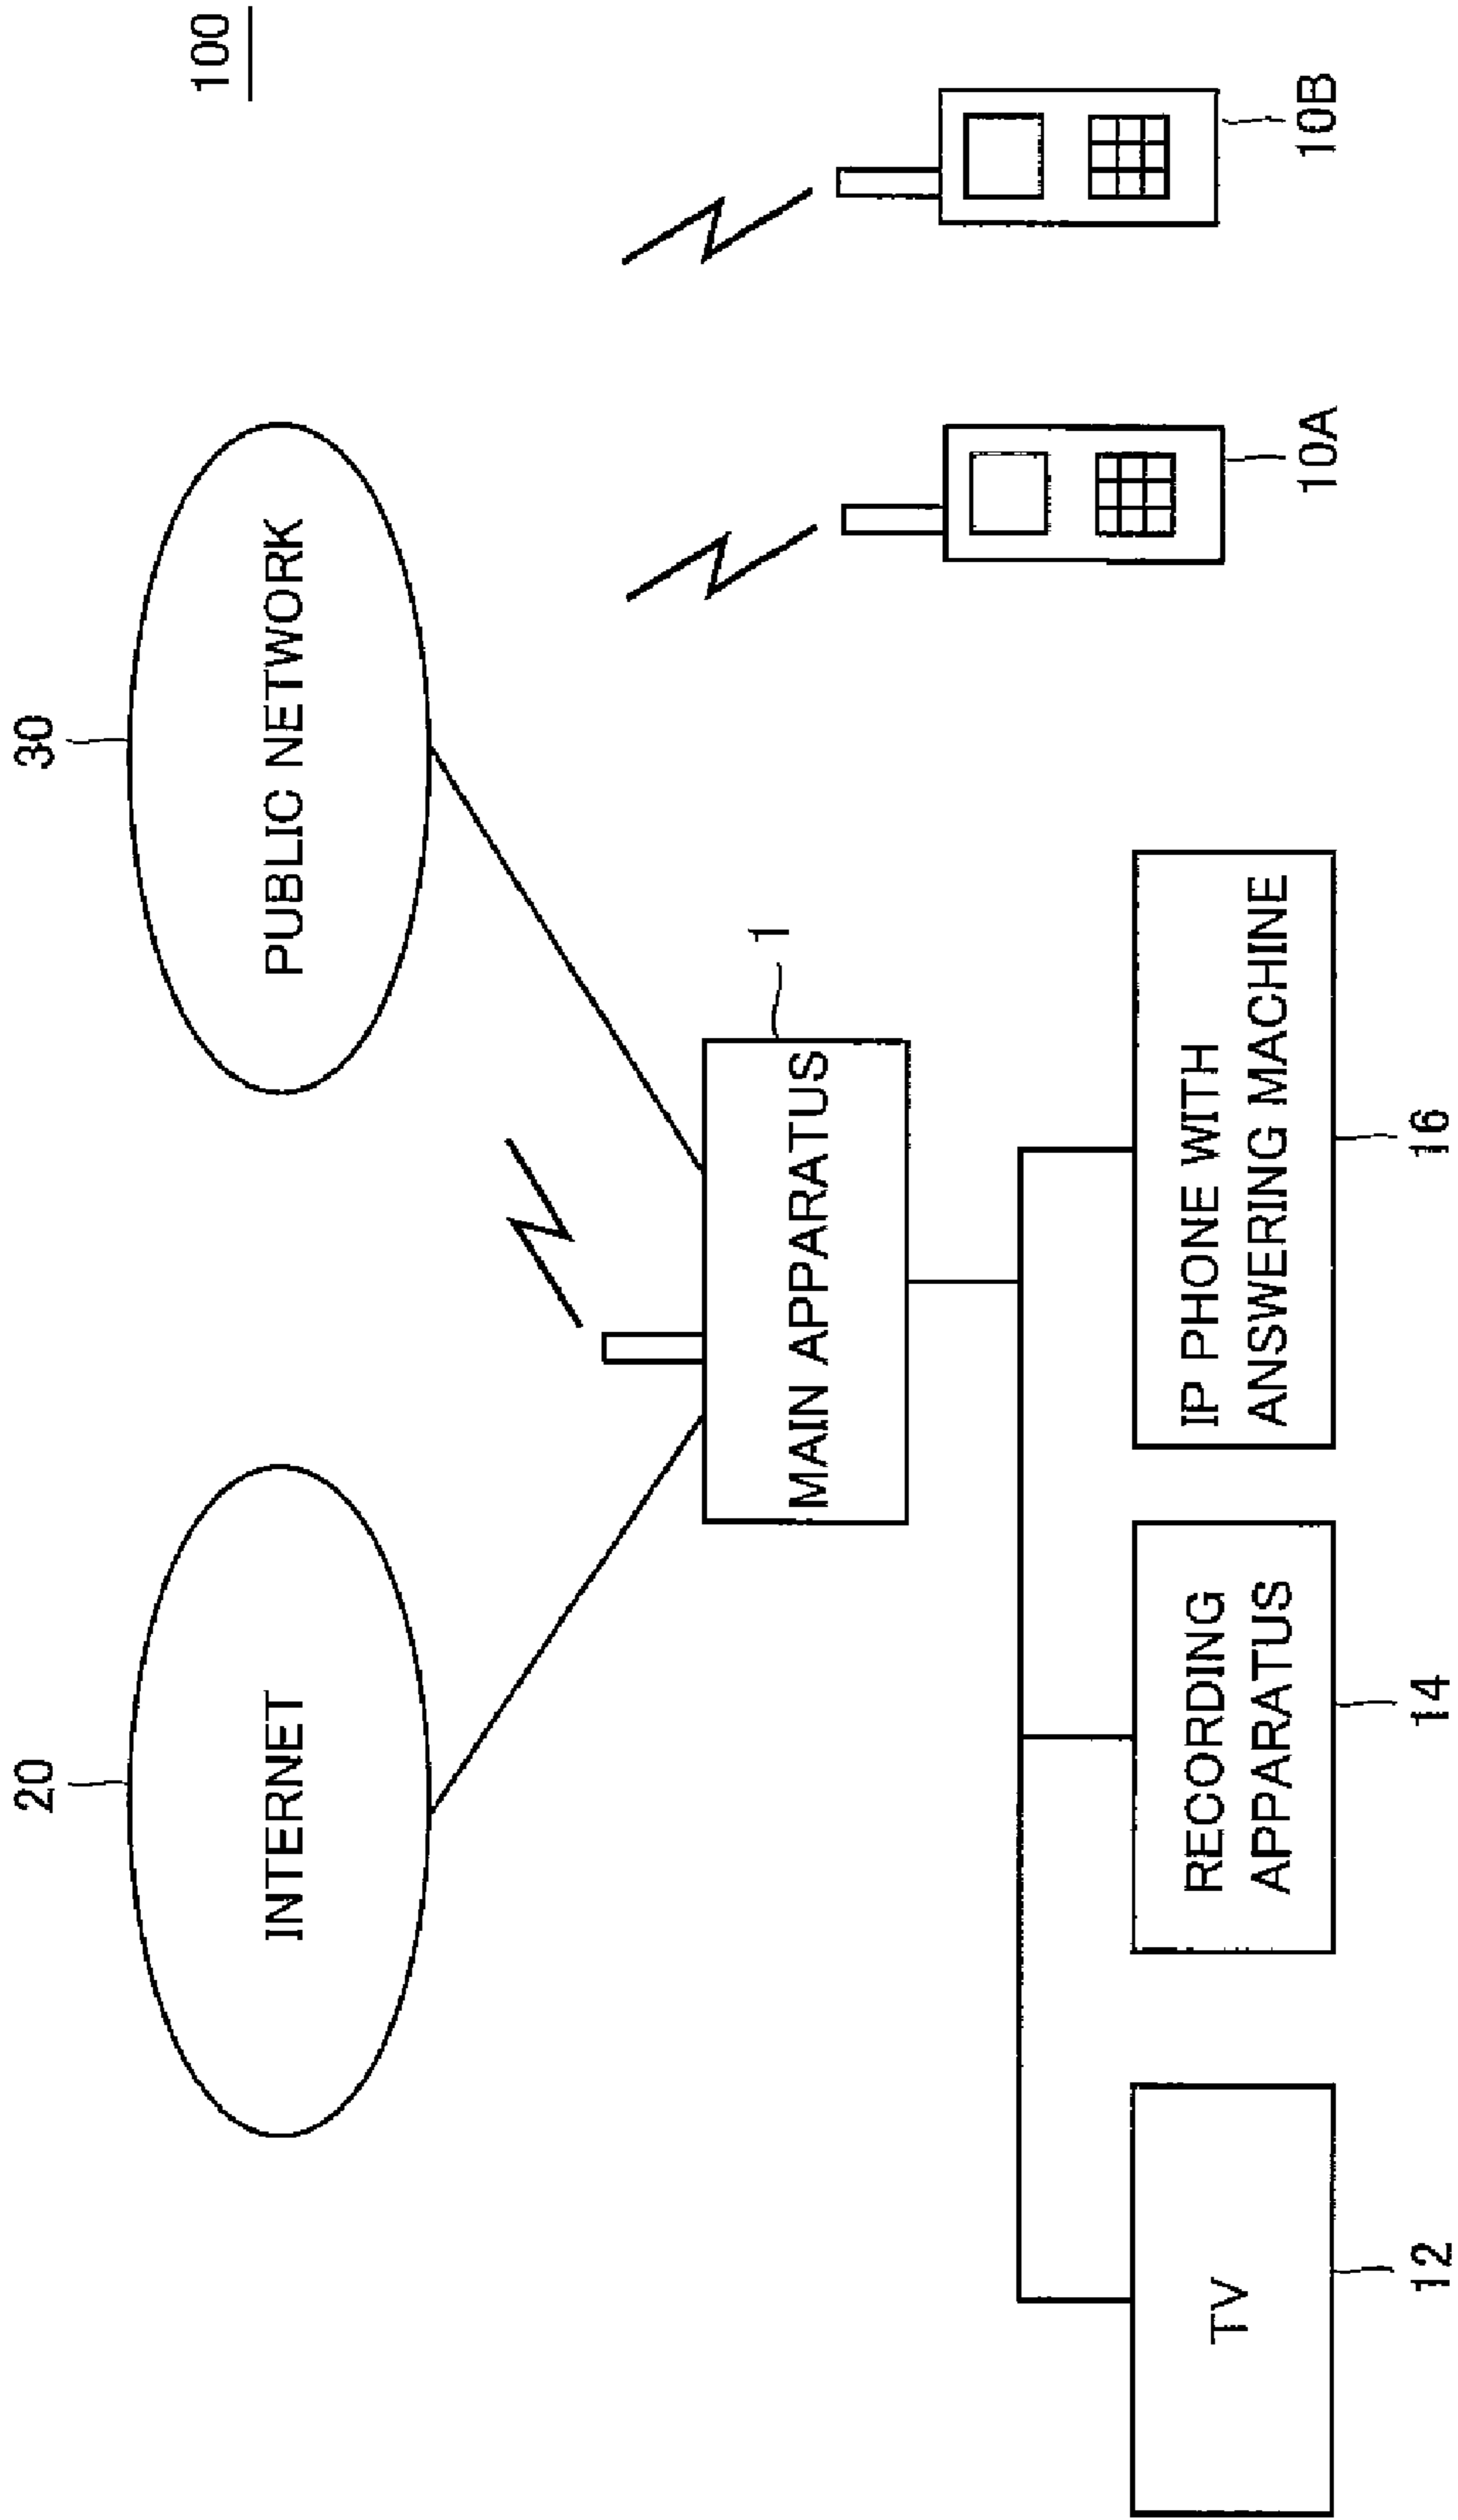 100
20
30
INTERNET
PUBLIC NETWORK
1
MAIN APPARATUS
10A
10B
TV
RECORDING
APPARATUS
IP PHONE WITH
ANSWERING MACHINE
12
14
16